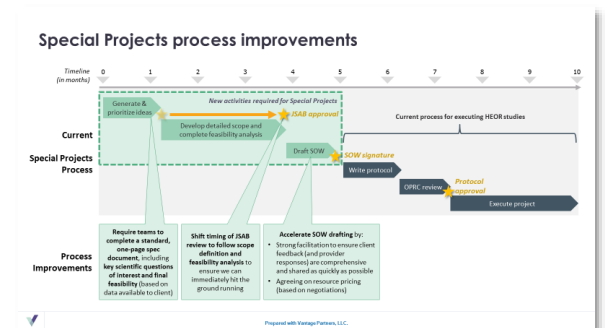 Special Projects process improvements
Timeline
(in months)
0 1 2 3 4 5 6 7 8 9 10
Generate &
prioritize ideas
New activities required for Special Projects
JSAB approval
Current process for executing HEOR studies
Develop detailed scope and
complete feasibility analysis
Current
Special Projects
Process
Draft SOW
SOW signature
Write protocol
OPRC review
Protocol
approval
Execute project
Process
Improvements
Require teams to
complete a standard,
one-page spec
document, including
key scientific questions
of interest and final
feasibility (based on
data available to client)
Shift timing of JSAB
review to follow scope
definition and
feasibility analysis to
ensure we can
immediately hit the
ground running
Accelerate SOW drafting by:
• Strong facilitation to ensure client
feedback (and provider
responses) are comprehensive
and shared as quickly as possible
• Agreeing on resource pricing
(based on negotiations)
Prepared with Vantage Partners, LLC.